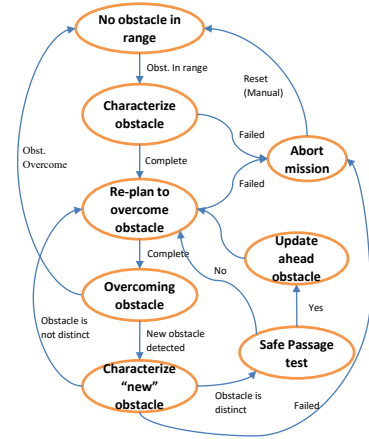 No obstacle in
range
Obst. In range
Reset
(Manual)
Characterize
obstacle
Failed
Obst.
Overcome
Abort
mission
Complete
Failed
Re-plan to
overcome
obstacle
Update
ahead
obstacle
Complete
No
Overcoming
obstacle
Yes
Obstacle is
not distinct
New obstacle
detected
Safe Passage
test
Characterize
“new”
obstacle
Obstacle is
distinct
Failed